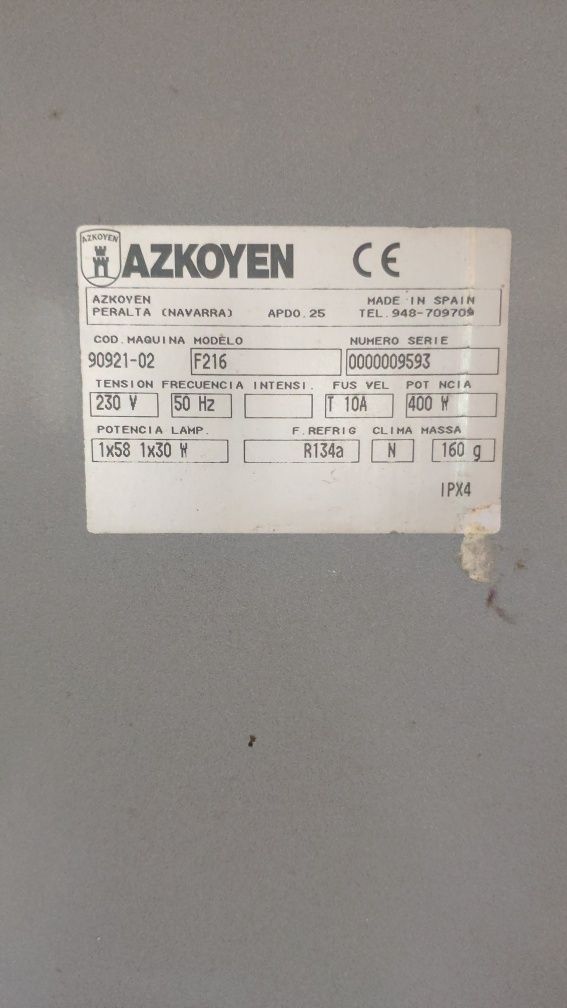 AZKOYEN
AZKOYEN CE
AZKOYEN MADE IN SPAIN
PERALTA (NAVARRA) APDO. 25 TEL. 948-709709
COD. MAQUINA MODELO NUMERO SERIE
90921-02 F216 0000009593
TENSION FRECUENCIA INTENSI. FUS VEL POT NCIA
230 V 50 Hz T 10A 400 W
POTENCIA LAMP. F. REFRIG CLIMA MASSA
1x58 1x30 W R134a N 160 g
IPX4